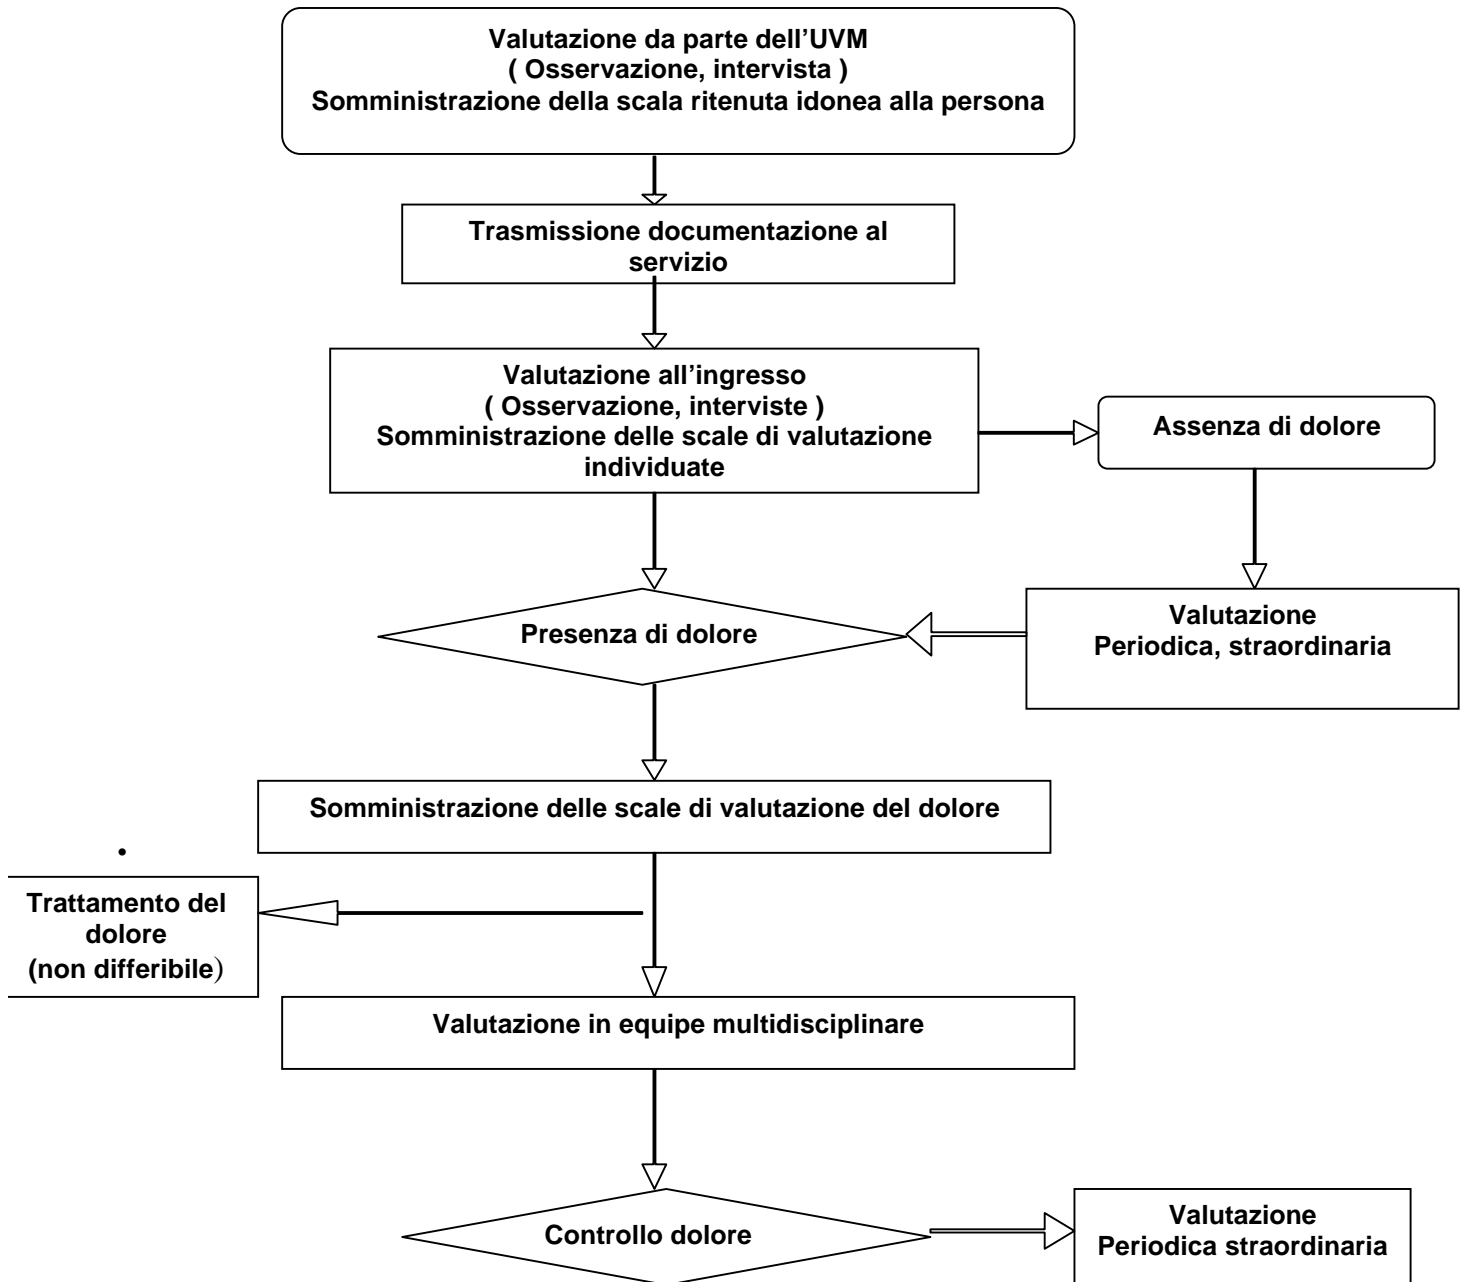 Valutazione da parte dell’UVM
( Osservazione, intervista )
Somministrazione della scala ritenuta idonea alla persona
Trasmissione documentazione al
servizio
Valutazione all’ingresso
( Osservazione, interviste )
Somministrazione delle scale di valutazione
individuate
Assenza di dolore
Presenza di dolore
Valutazione
Periodica, straordinaria
Somministrazione delle scale di valutazione del dolore
Trattamento del
dolore
(non differibile)
Valutazione in equipe multidisciplinare
Controllo dolore
Valutazione
Periodica straordinaria